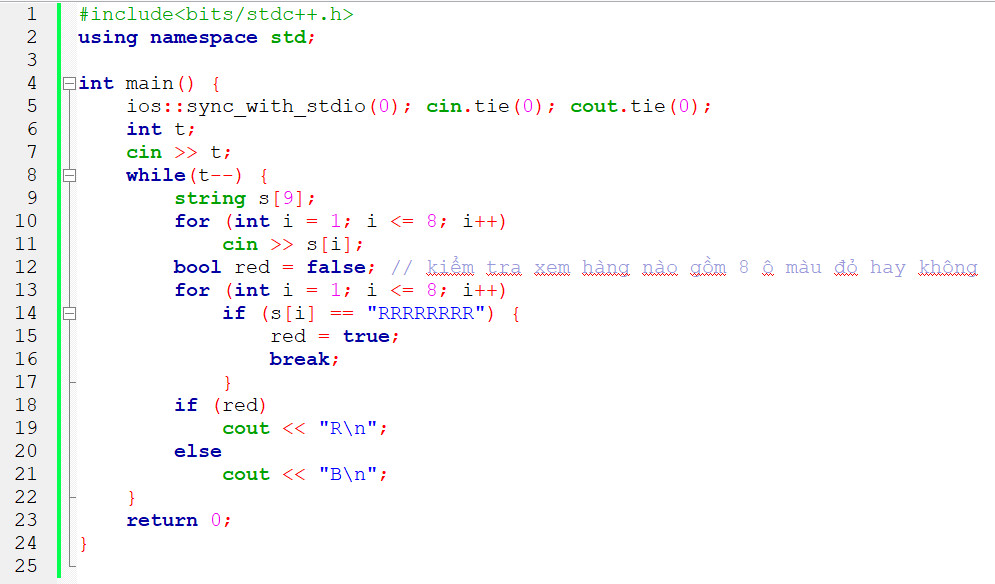 1 #include<bits/stdc++.h>
2 using namespace std;
3
4 int main() {
5     ios::sync_with_stdio(0); cin.tie(0); cout.tie(0);
6     int t;
7     cin >> t;
8     while(t--) {
9         string s[9];
10         for (int i = 1; i <= 8; i++)
11             cin >> s[i];
12         bool red = false; // kiểm tra xem hàng nào gồm 8 ô màu đỏ hay không
13         for (int i = 1; i <= 8; i++)
14             if (s[i] == "RRRRRRRR") {
15                 red = true;
16                 break;
17             }
18         if (red)
19             cout << "R\n";
20         else
21             cout << "B\n";
22     }
23     return 0;
24 }
25